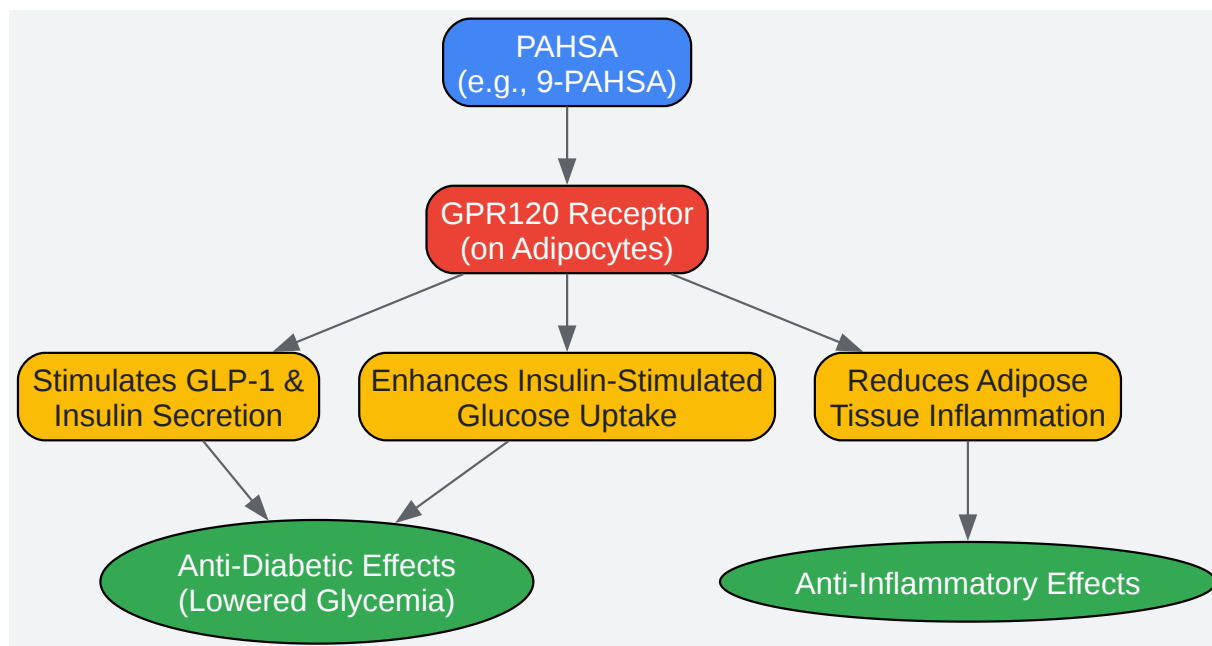 PAHSA
(e.g., 9-PAHSA)
GPR120 Receptor
(on Adipocytes)
Stimulates GLP-1 &
Insulin Secretion
Enhances Insulin-Stimulated
Glucose Uptake
Reduces Adipose
Tissue Inflammation
Anti-Diabetic Effects
(Lowered Glycemia)
Anti-Inflammatory Effects